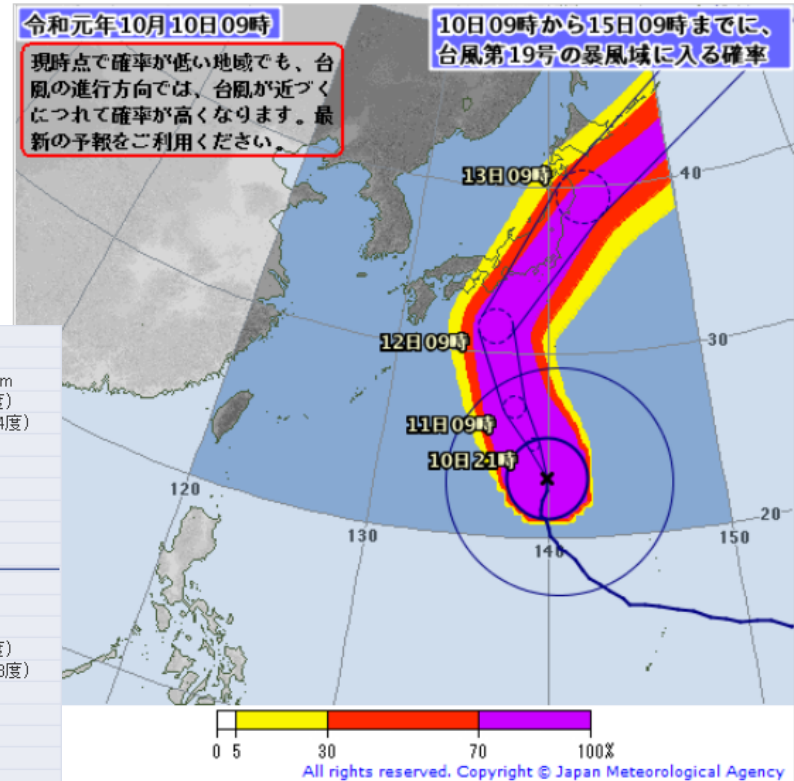 令和元年10月10日09時
10日09時から15日09時までに、
台風第19号の暴風域に入る確率
現時点で確率が低い地域でも、台
風の進行方向では、台風が近づく
につれて確率が高くなります。最
新の予報をご利用ください。
13日09時
40
12日09時
30
m
度）
4度）
11日09時
10日21時
120
20
130
140
150
度）
3度）
0 5 30 70 100%
All rights reserved. Copyright © Japan Meteorological Agency